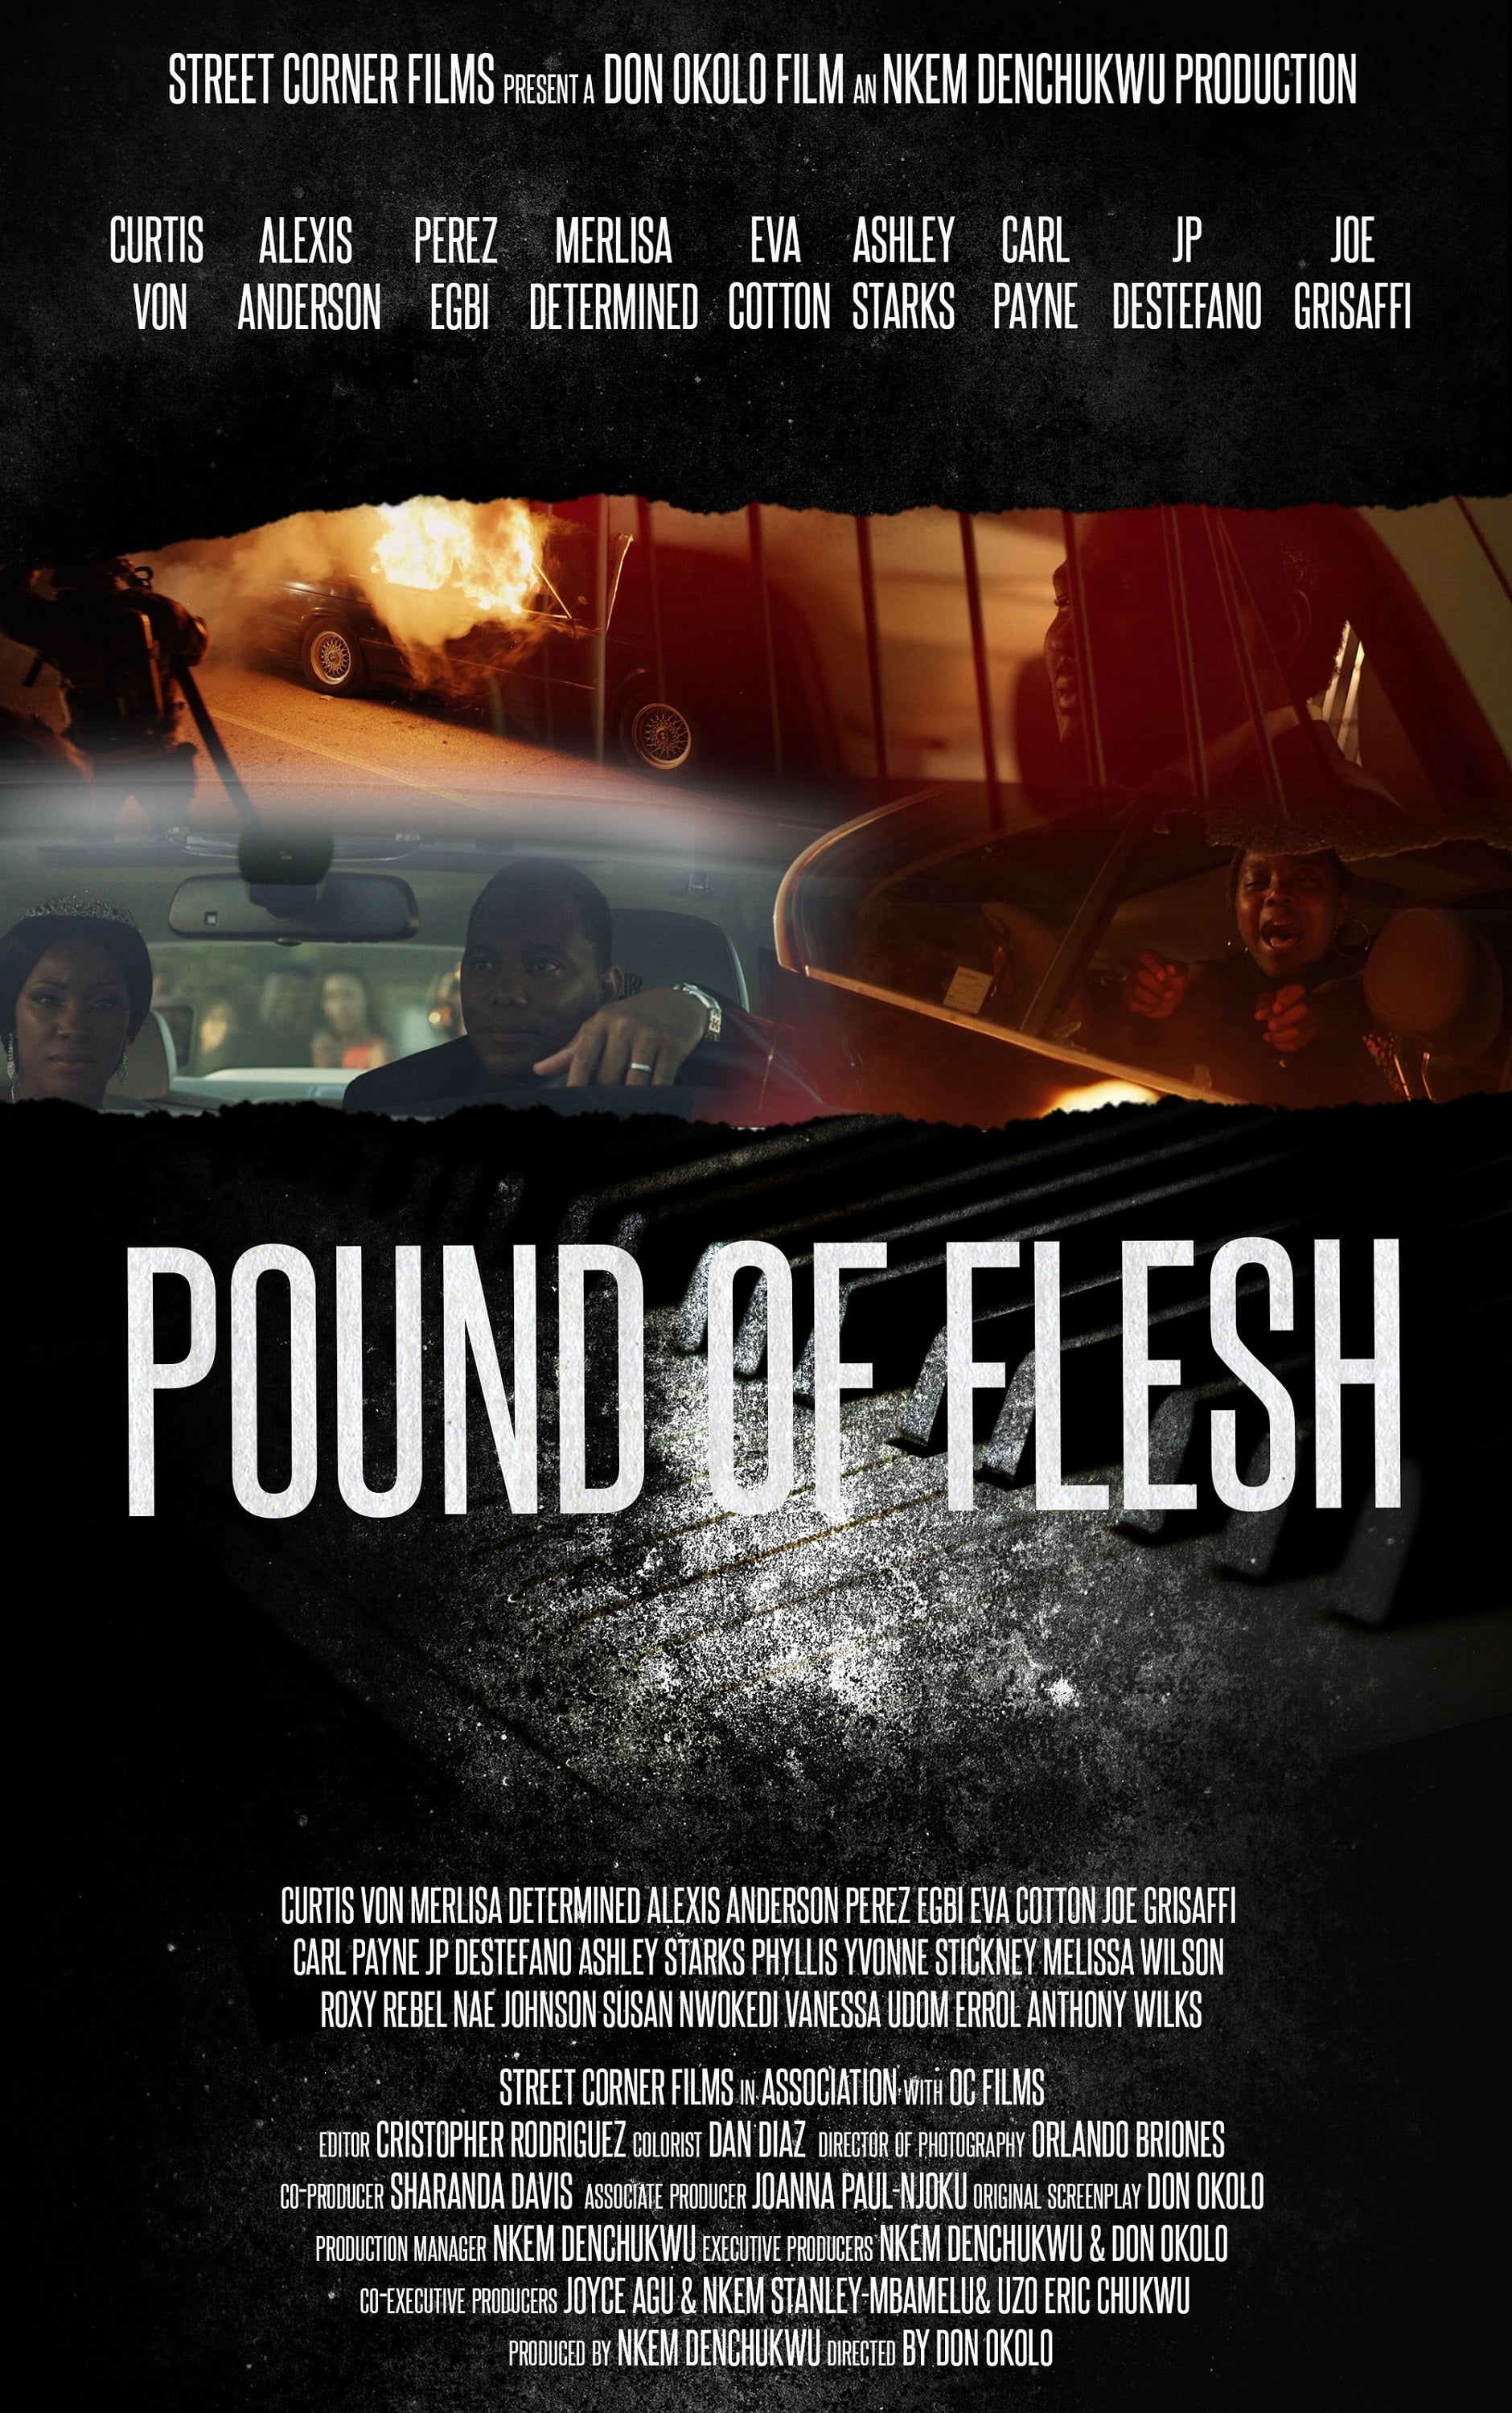 STREET CORNER FILMS PRESENT A DON OKOLO FILM AN NKEM DENCHUKWU PRODUCTION
CURTIS VON
ALEXIS ANDERSON
PEREZ EGBI
MERLISA DETERMINED
EVA COTTON
ASHLEY STARKS
CARL PAYNE
JP DESTEFANO
JOE GRISAFFI
POUND OF FLESH
CURTIS VON MERLISA DETERMINED ALEXIS ANDERSON PEREZ EGBI EVA COTTON JOE GRISAFFI
CARL PAYNE JP DESTEFANO ASHLEY STARKS PHYLLIS YVONNE STICKNEY MELISSA WILSON
ROXY REBEL NAE JOHNSON SUSAN NWOKEDI VANESSA UDOM ERROL ANTHONY WILKS
STREET CORNER FILMS IN ASSOCIATION WITH OC FILMS
EDITOR CRISTOPHER RODRIGUEZ COLORIST DAN DIAZ DIRECTOR OF PHOTOGRAPHY ORLANDO BRIONES
CO-PRODUCER SHARANDA DAVIS ASSOCIATE PRODUCER JOANNA PAUL-NJOKU ORIGINAL SCREENPLAY DON OKOLO
PRODUCTION MANAGER NKEM DENCHUKWU EXECUTIVE PRODUCERS NKEM DENCHUKWU & DON OKOLO
CO-EXECUTIVE PRODUCERS JOYCE AGU & NKEM STANLEY-MBAMELU& UZO ERIC CHUKWU
PRODUCED BY NKEM DENCHUKWU DIRECTED BY DON OKOLO